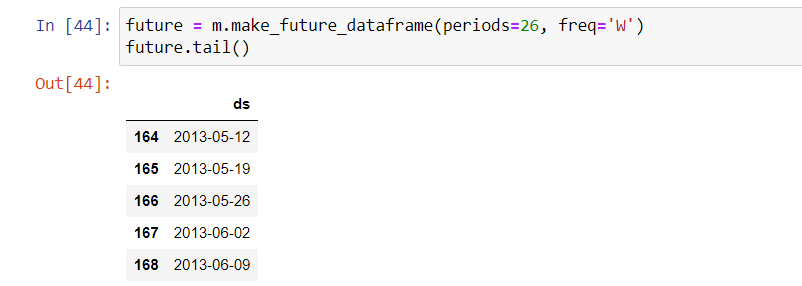 In [44]: future = m.make_future_dataframe(periods=26, freq='W')
future.tail()
Out[44]:
ds
164 2013-05-12
165 2013-05-19
166 2013-05-26
167 2013-06-02
168 2013-06-09